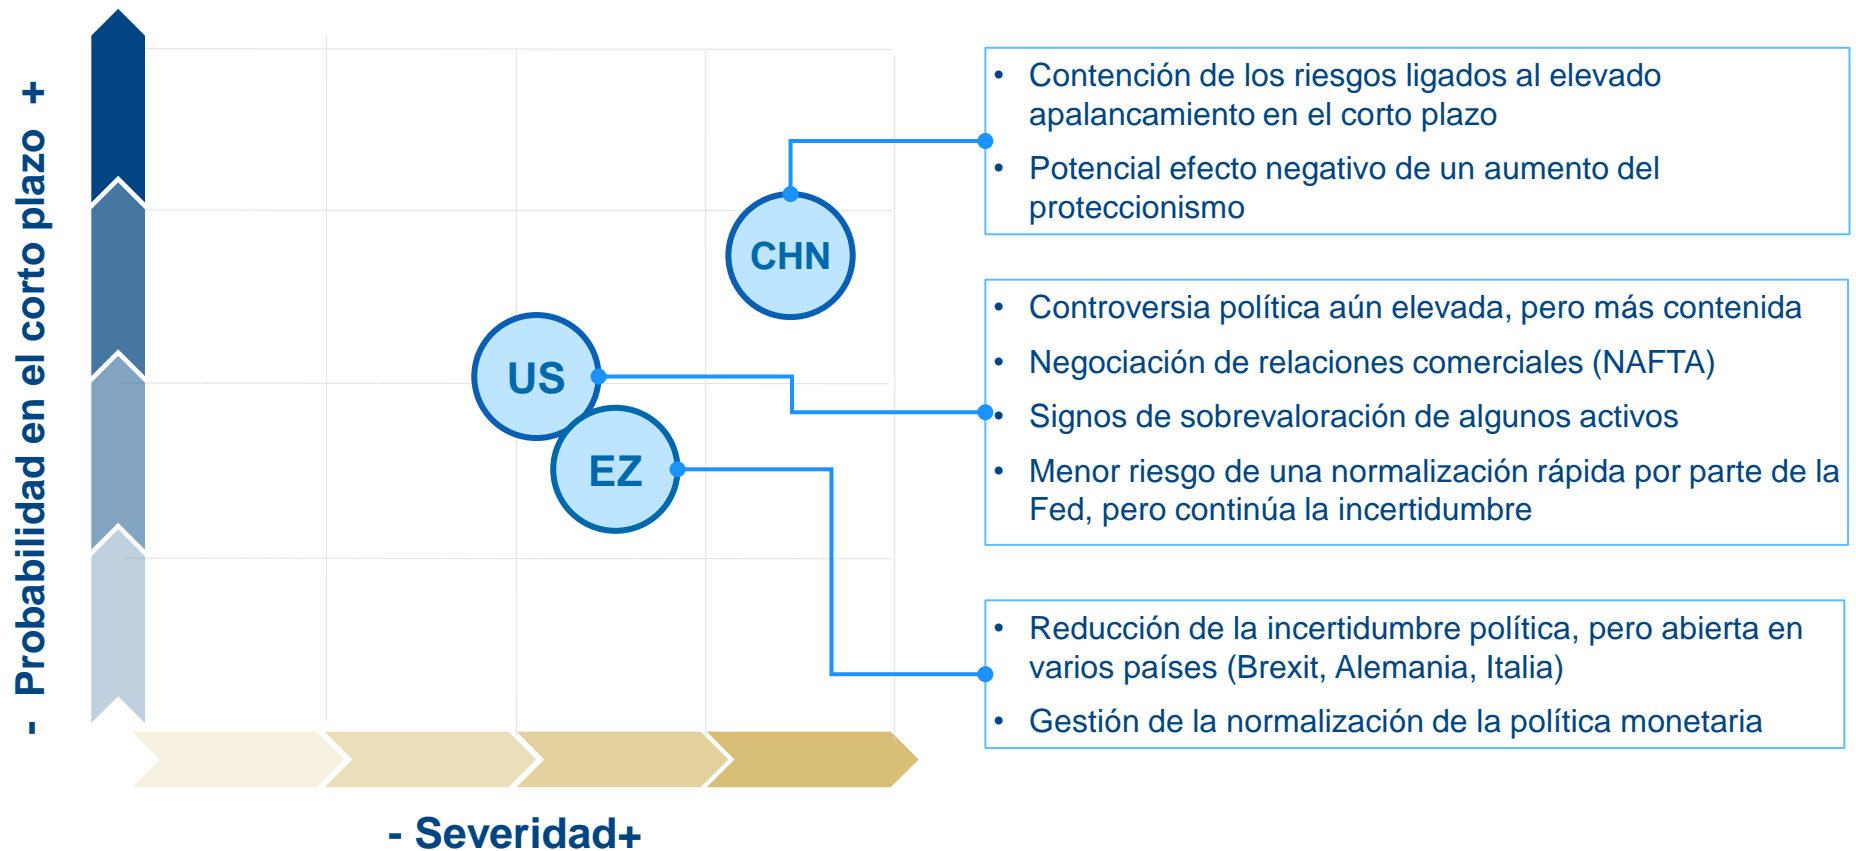 - Probabilidad en el corto plazo +
CHN
US
EZ
- Severidad+
• Contención de los riesgos ligados al elevado
apalancamiento en el corto plazo
• Potencial efecto negativo de un aumento del
proteccionismo
• Controversia política aún elevada, pero más contenida
• Negociación de relaciones comerciales (NAFTA)
• Signos de sobrevaloración de algunos activos
• Menor riesgo de una normalización rápida por parte de la
Fed, pero continúa la incertidumbre
• Reducción de la incertidumbre política, pero abierta en
varios países (Brexit, Alemania, Italia)
• Gestión de la normalización de la política monetaria